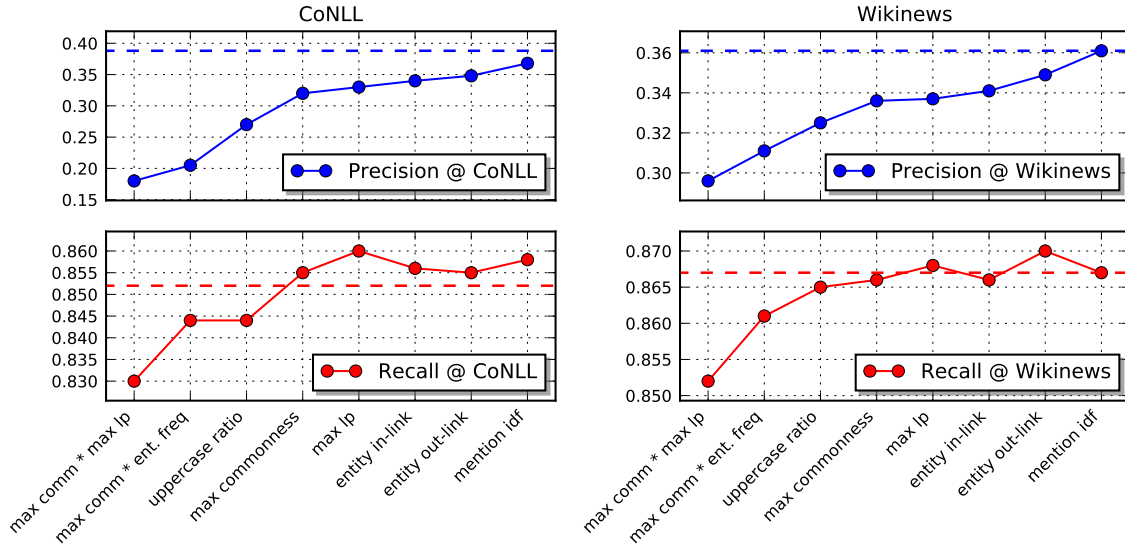 CoNLL
0.40
0.35
0.30
0.25
0.20
0.15
Precision @ CoNLL
Wikinews
0.36
0.34
0.32
0.30
Precision @ Wikinews
0.860
0.855
0.850
0.845
0.840
0.835
0.830
Recall @ CoNLL
max comm * max lp
max comm * ent. freq
uppercase ratio
max commonness
max lp
entity in-link
entity out-link
mention idf
0.870
0.865
0.860
0.855
0.850
Recall @ Wikinews
max comm * max lp
max comm * ent. freq
uppercase ratio
max commonness
max lp
entity in-link
entity out-link
mention idf